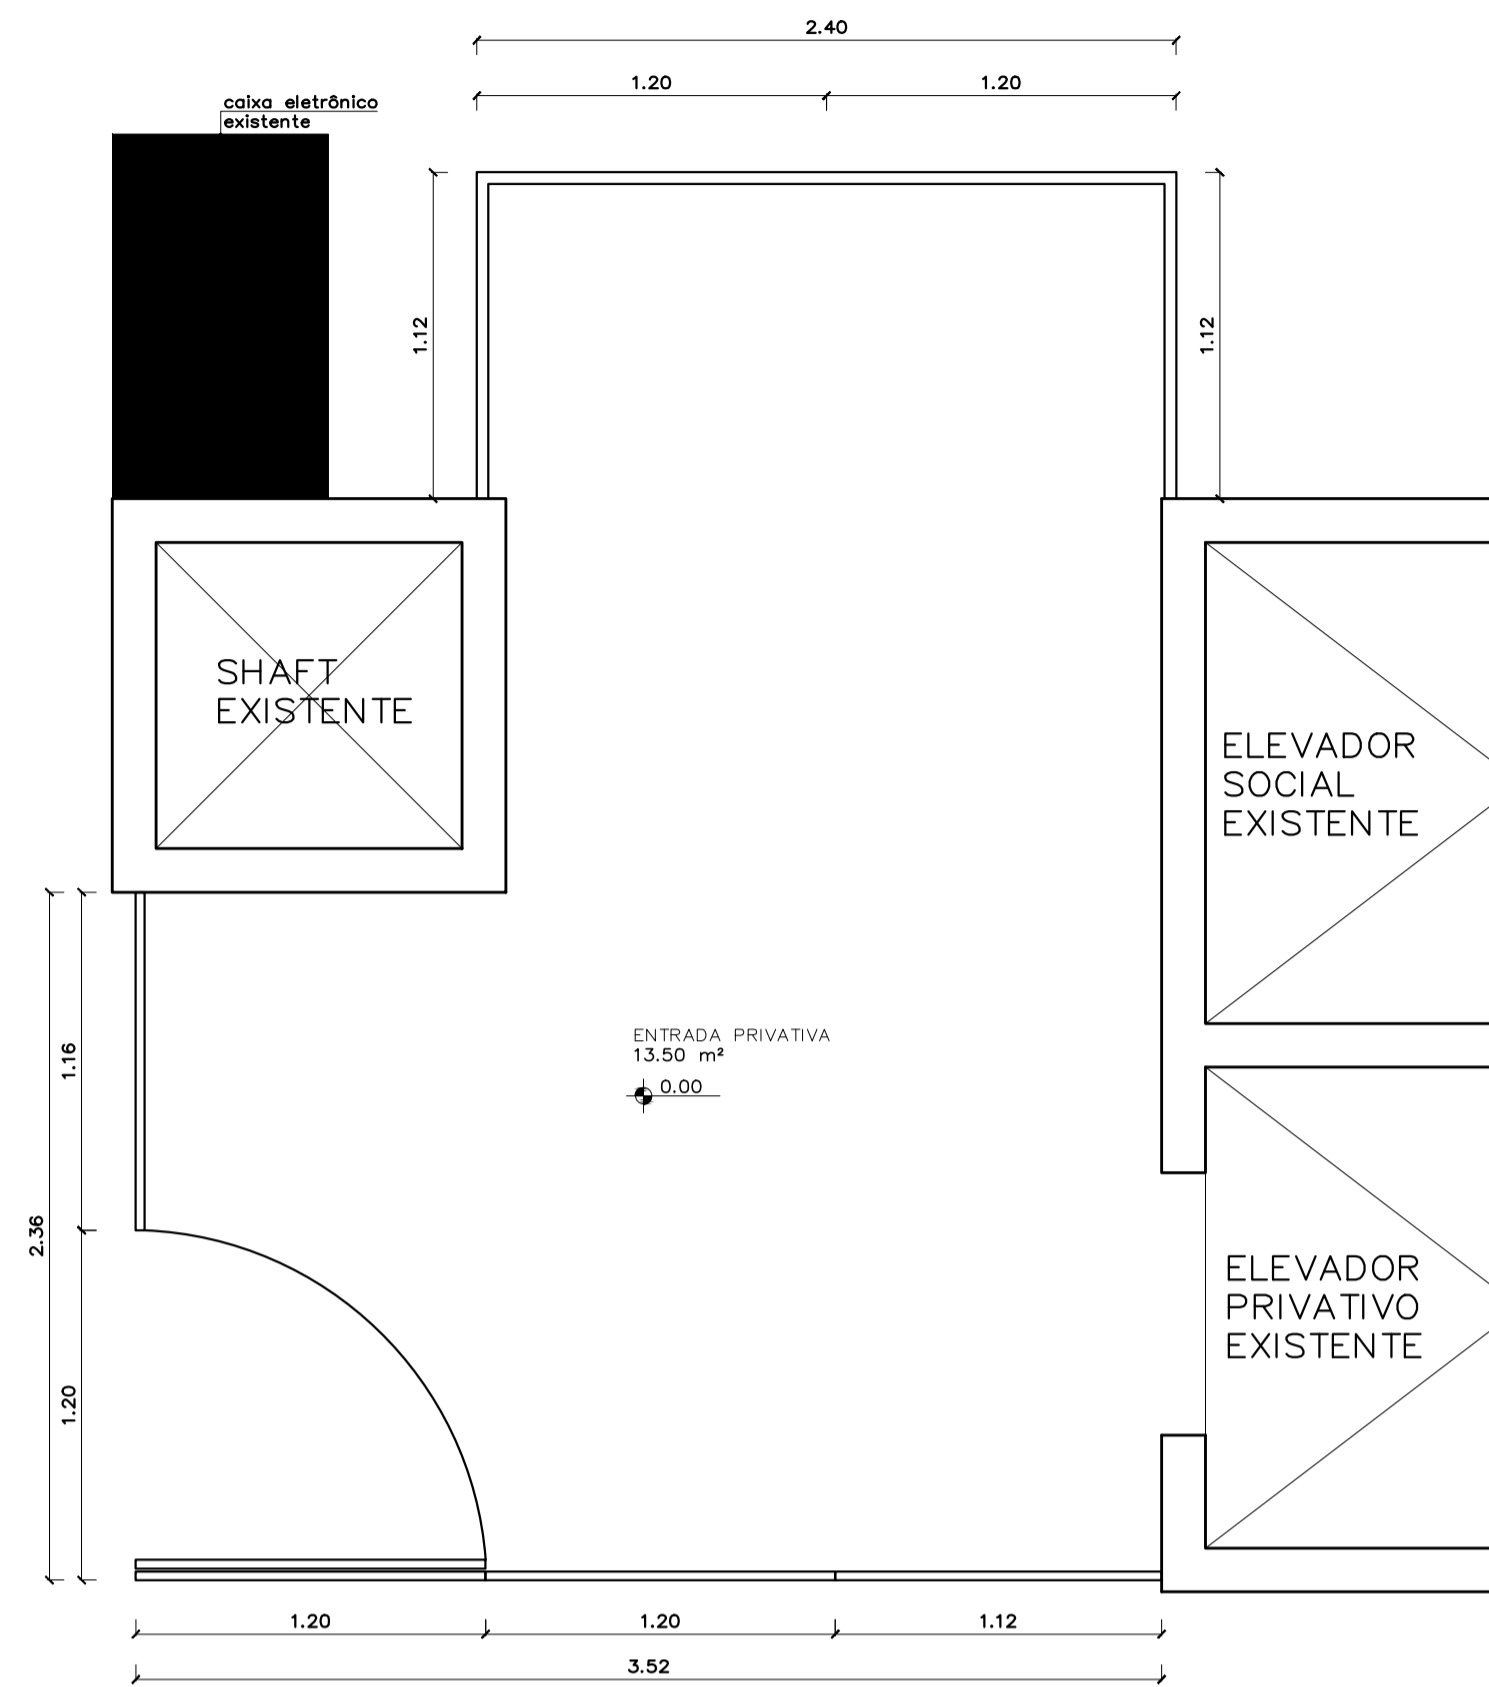 2.40
1.20
1.20
caixa eletrônico
existente
1.12
1.12
SHAFT
EXISTENTE
ELEVADOR
SOCIAL
EXISTENTE
ENTRADA PRIVATIVA
13.50 m²
0.00
1.16
2.36
1.20
ELEVADOR
PRIVATIVO
EXISTENTE
1.20
1.20
1.12
3.52